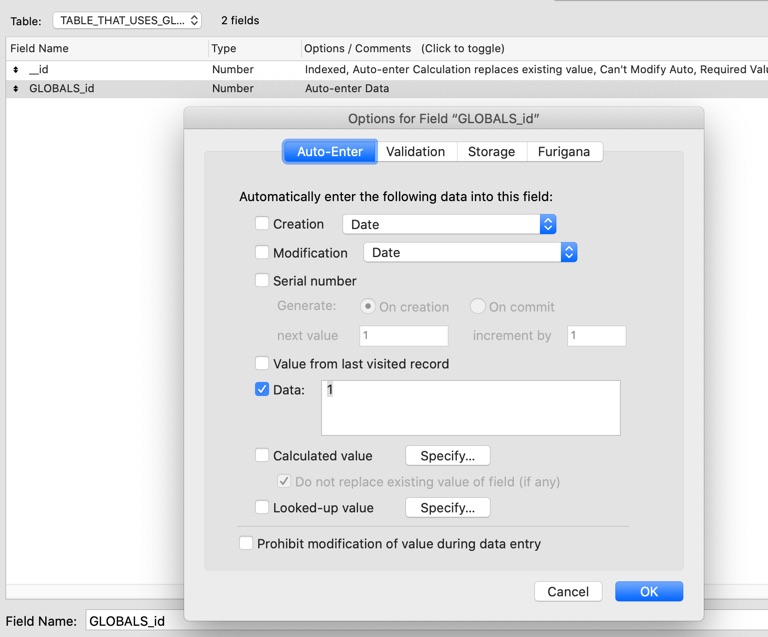 Table: TABLE_THAT_USES_GL... 2 fields
Field Name Type Options / Comments (Click to toggle)
__id Number Indexed, Auto-enter Calculation replaces existing value, Can't Modify Auto, Required Valu
GLOBALS_id Number Auto-enter Data
Options for Field “GLOBALS_id”
Auto-Enter Validation Storage Furigana
Automatically enter the following data into this field:
Creation Date
Modification Date
Serial number
Generate: On creation On commit
next value 1 increment by 1
Value from last visited record
Data: 1
Calculated value Specify...
Do not replace existing value of field (if any)
Looked-up value Specify...
Prohibit modification of value during data entry
Cancel OK
Field Name: GLOBALS_id